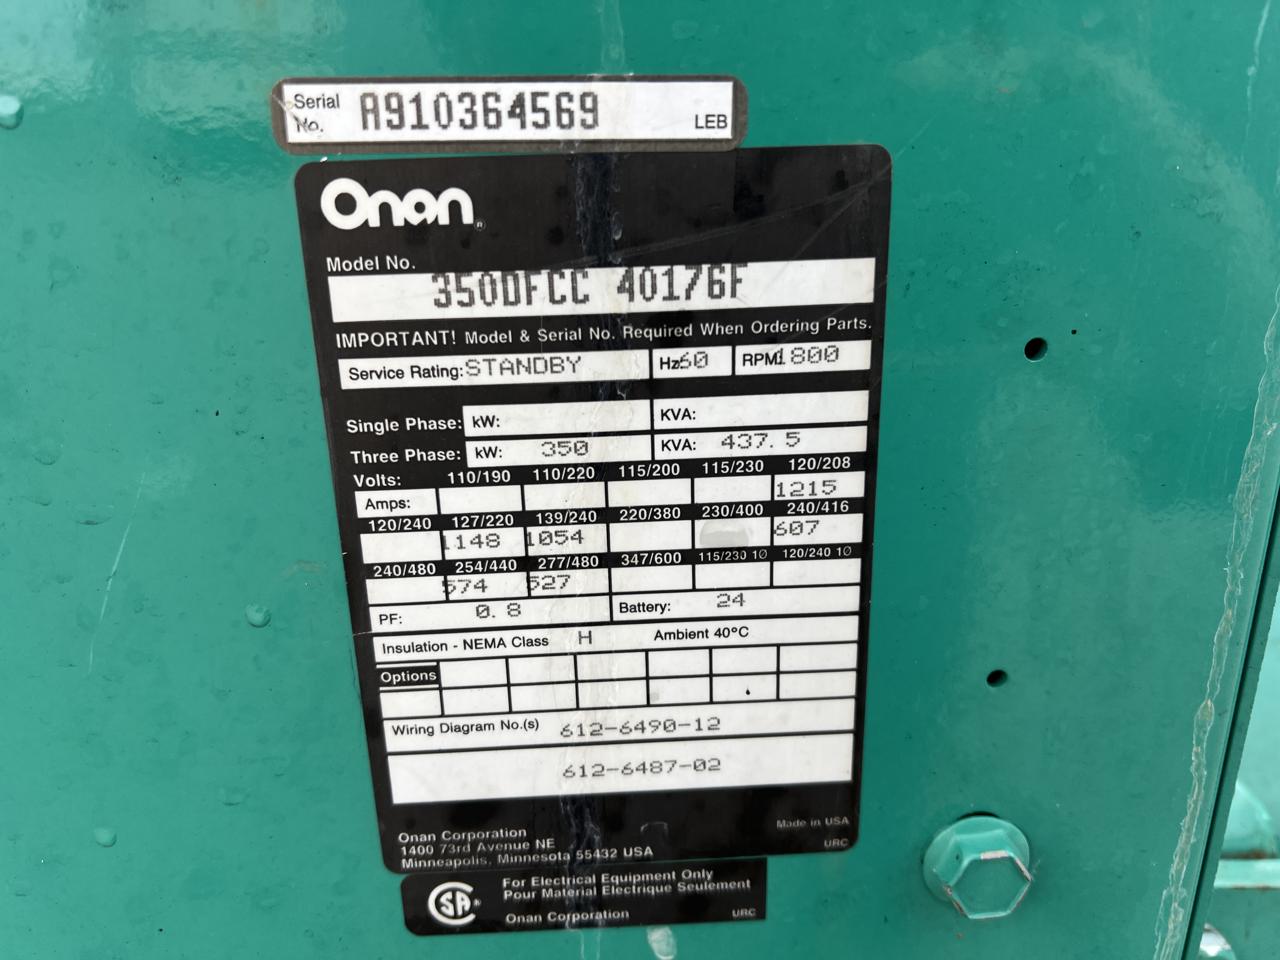 Serial No. A910364569 LEB
Onan®
Model No.
350DFCC 40176F
IMPORTANT! Model & Serial No. Required When Ordering Parts.
Service Rating: STANDBY Hz: 60 RPM: 1800
Single Phase: kW: KVA:
Three Phase: kW: 350 KVA: 437.5
Volts: 110/190 110/220 115/200 115/230 120/208
Amps: 1215
120/240 127/220 139/240 220/380 230/400 240/416
1148 1054 607
240/480 254/440 277/480 347/600 115/230 1Ø 120/240 1Ø
574 527
PF: 0.8 Battery: 24
Insulation - NEMA Class H Ambient 40°C
Options
Wiring Diagram No.(s) 612-6490-12
612-6487-02
Onan Corporation
1400 73rd Avenue NE
Minneapolis, Minnesota 55432 USA
Made in USA
URC
CSA®
For Electrical Equipment Only
Pour Material Electrique Seulement
Onan Corporation URC